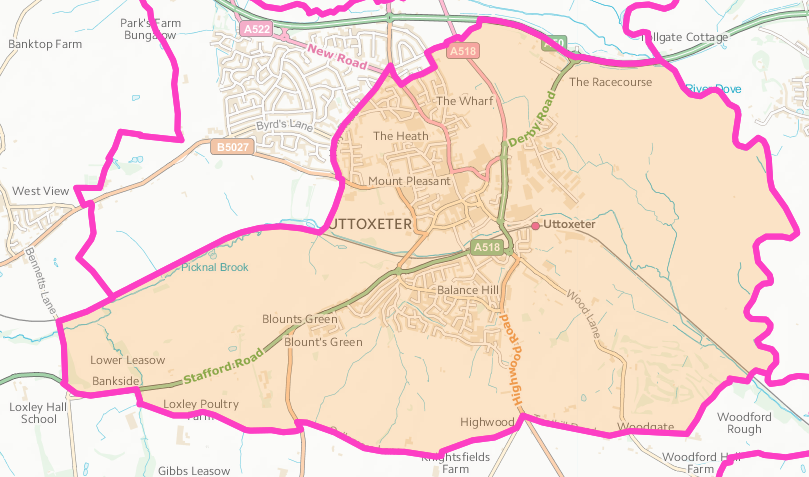 Park's Farm
Bungalow
A522
Banktop Farm
New Road
A518
A50
Tollgate Cottage
The Racecourse
River Dove
The Wharf
Byrd's Lane
The Heath
Derby Road
B5027
Mount Pleasant
West View
UTTOXETER
Uttoxeter
A518
Bennetts Lane
Picknal Brook
Balance Hill
Wood Lane
Blounts Green
Blount's Green
Highwood Road
Lower Leasow
Stafford Road
Bankside
Loxley Hall
School
Loxley Poultry
Farm
Highwood
Woodgate
Woodford
Rough
Knightsfields
Farm
Woodford Hall
Farm
Gibbs Leasow